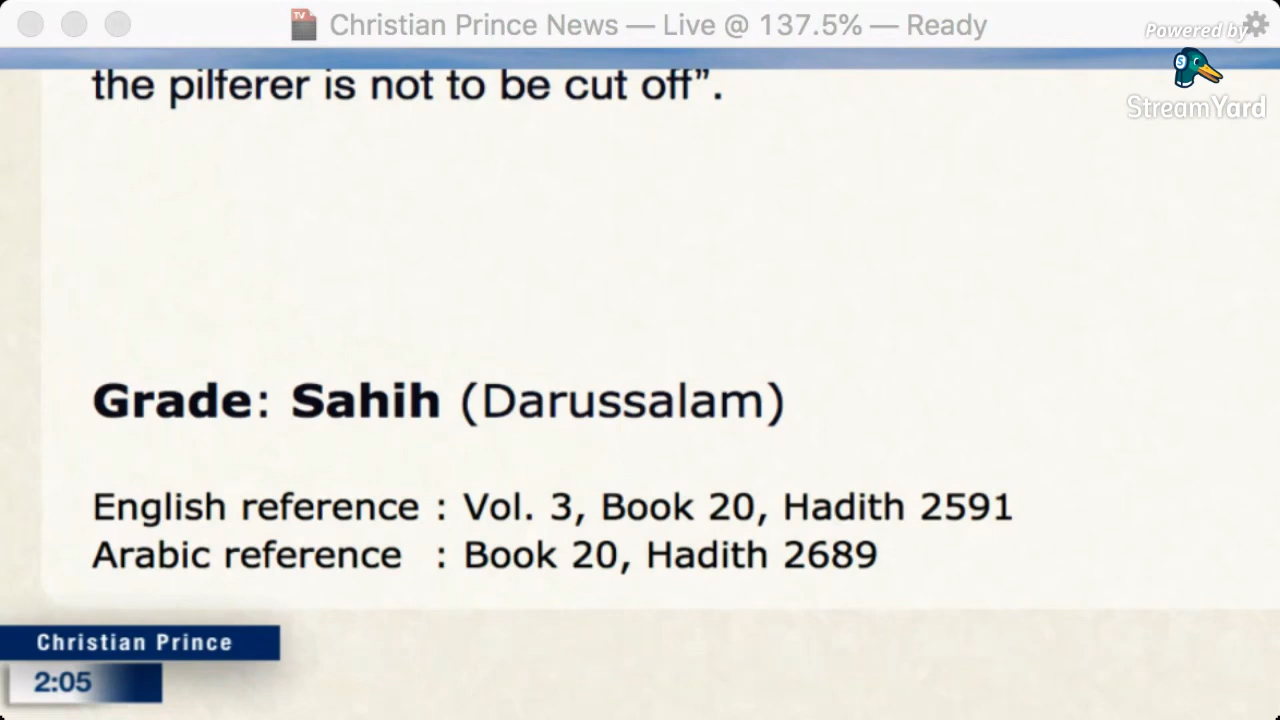 TV
Christian Prince News — Live @ 137.5% — Ready
Powered by
StreamYard
the pilferer is not to be cut off”.
Grade: Sahih (Darussalam)
English reference : Vol. 3, Book 20, Hadith 2591
Arabic reference : Book 20, Hadith 2689
Christian Prince
2:05